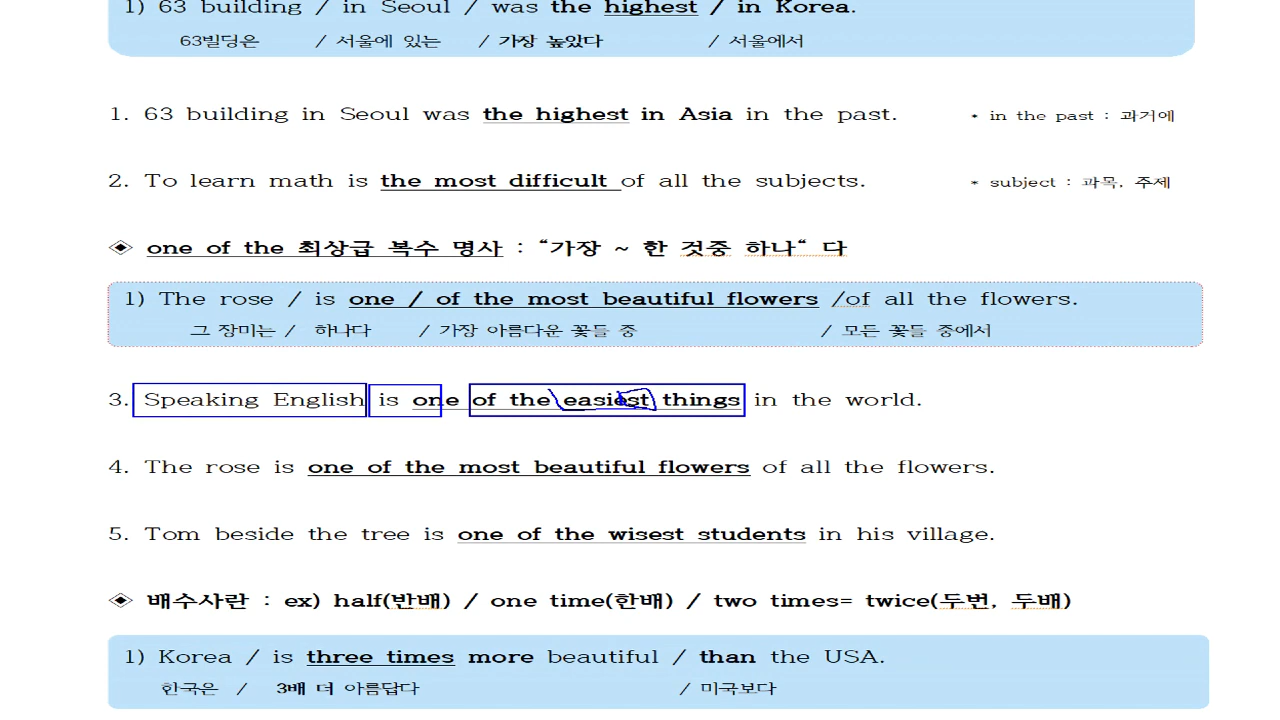 1) 63 building / in Seoul / was the highest / in Korea.
63빌딩은 / 서울에 있는 / 가장 높았다 / 서울에서
1. 63 building in Seoul was the highest in Asia in the past. * in the past : 과거에
2. To learn math is the most difficult of all the subjects. * subject : 과목, 주제
◈ one of the 최상급 복수 명사 : “가장 ~ 한 것중 하나“ 다
1) The rose / is one / of the most beautiful flowers /of all the flowers.
그 장미는 / 하나다 / 가장 아름다운 꽃들 중 / 모든 꽃들 중에서
3. Speaking English is one of the easiest things in the world.
4. The rose is one of the most beautiful flowers of all the flowers.
5. Tom beside the tree is one of the wisest students in his village.
◈ 배수사란 : ex) half(반배) / one time(한배) / two times= twice(두번, 두배)
1) Korea / is three times more beautiful / than the USA.
한국은 / 3배 더 아름답다 / 미국보다